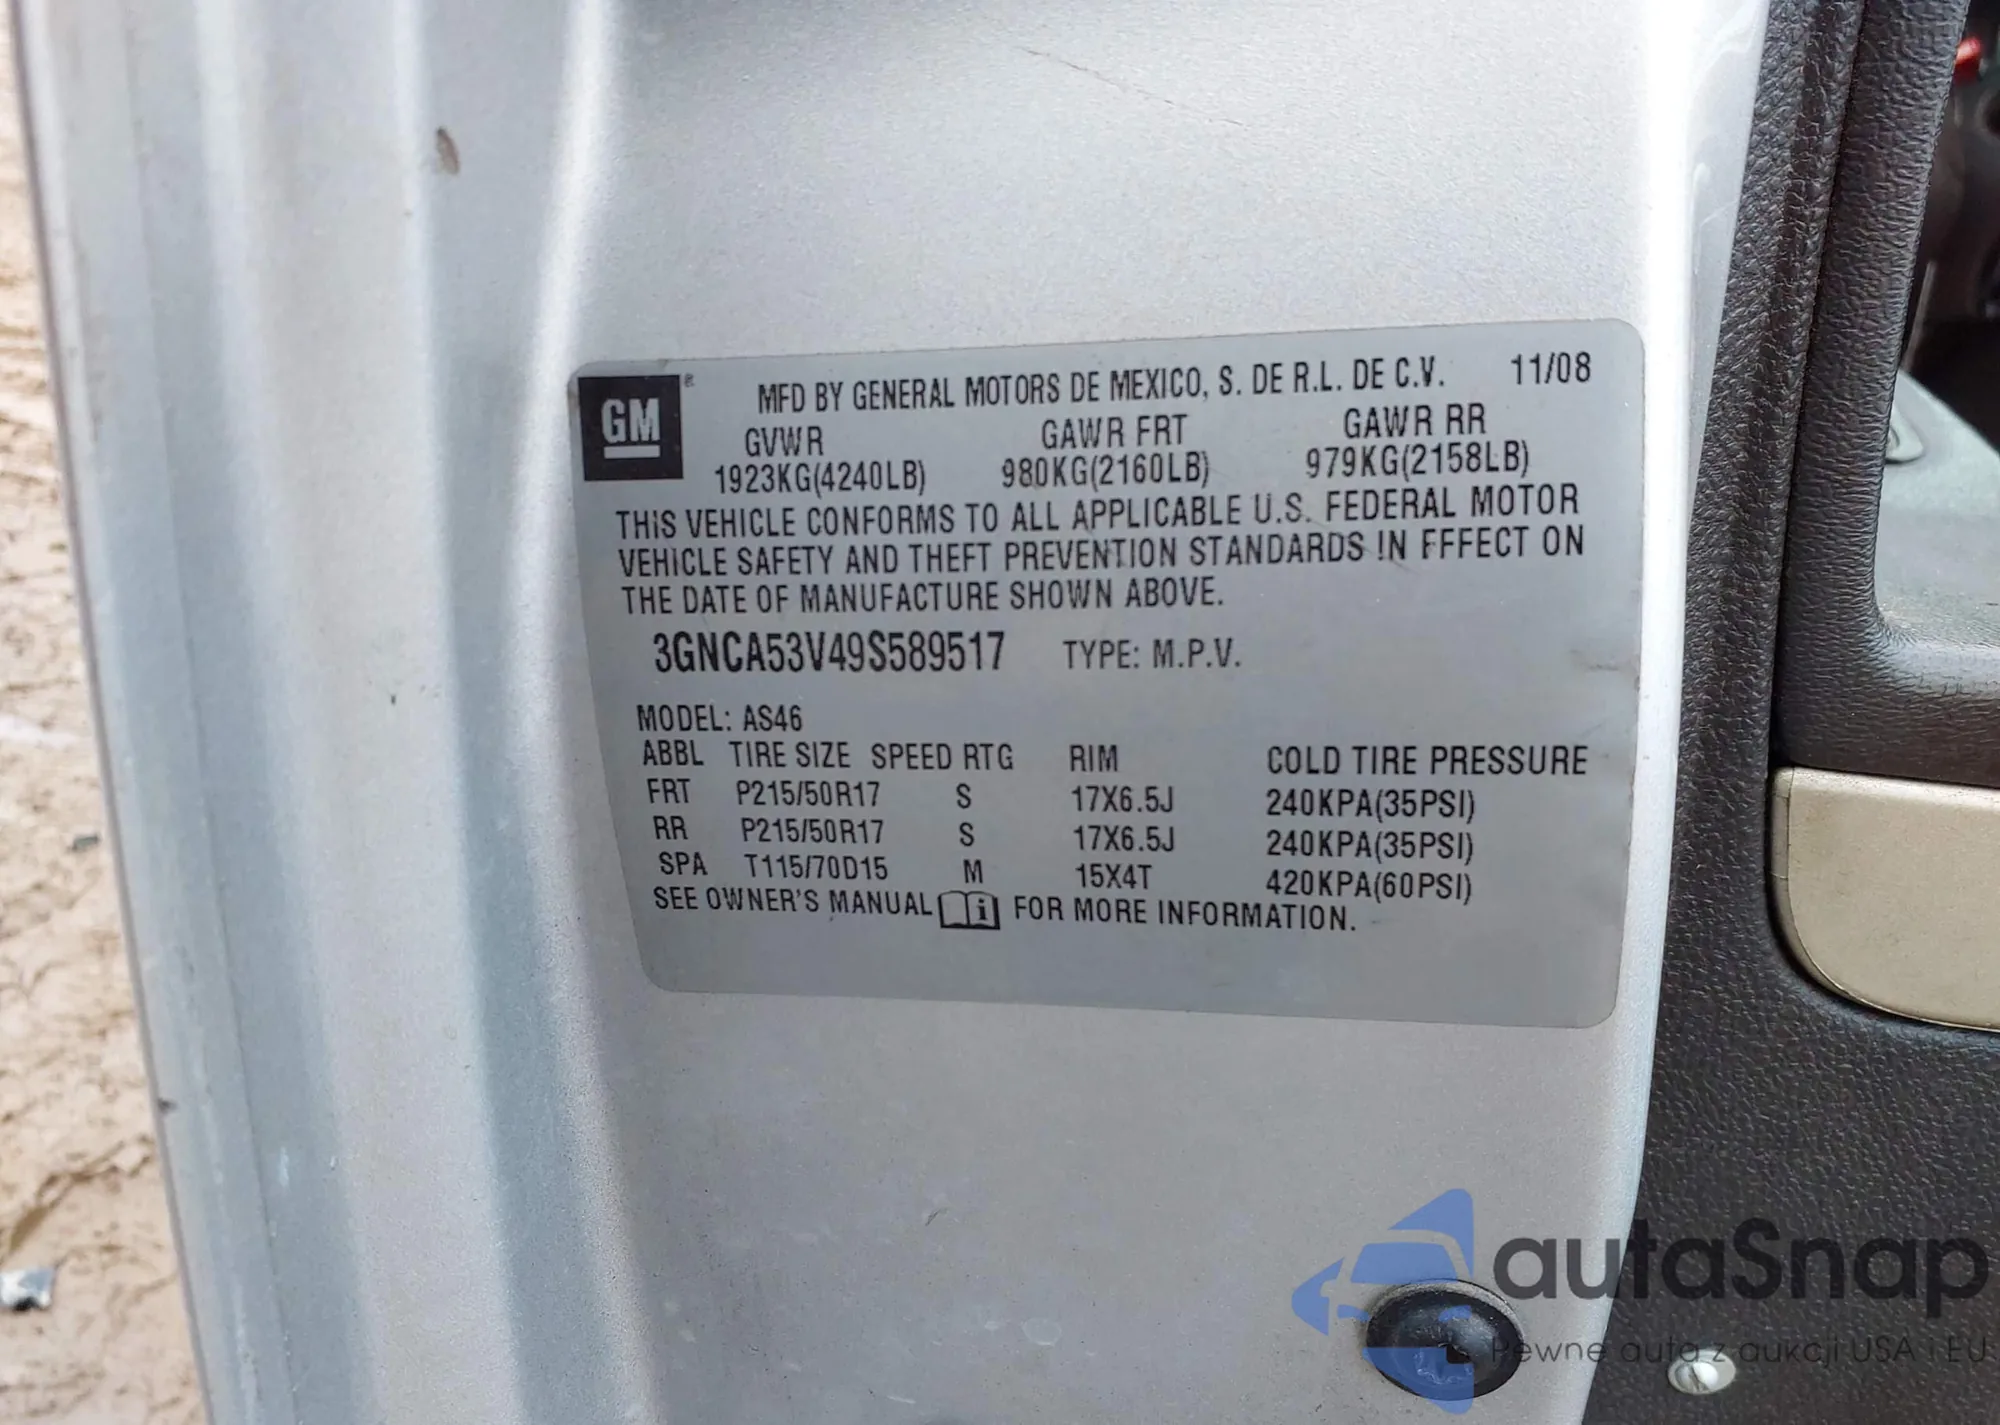 GM ® MFD BY GENERAL MOTORS DE MEXICO, S. DE R.L. DE C.V. 11/08
GVWR GAWR FRT GAWR RR
1923KG(4240LB) 980KG(2160LB) 979KG(2158LB)
THIS VEHICLE CONFORMS TO ALL APPLICABLE U.S. FEDERAL MOTOR
VEHICLE SAFETY AND THEFT PREVENTION STANDARDS IN EFFECT ON
THE DATE OF MANUFACTURE SHOWN ABOVE.
3GNCA53V49S589517 TYPE: M.P.V.
MODEL: AS46
ABBL TIRE SIZE SPEED RTG RIM COLD TIRE PRESSURE
FRT P215/50R17 S 17X6.5J 240KPA(35PSI)
RR P215/50R17 S 17X6.5J 240KPA(35PSI)
SPA T115/70D15 M 15X4T 420KPA(60PSI)
SEE OWNER'S MANUAL FOR MORE INFORMATION.
autaSnap
Pewne auta z aukcji USA i EU